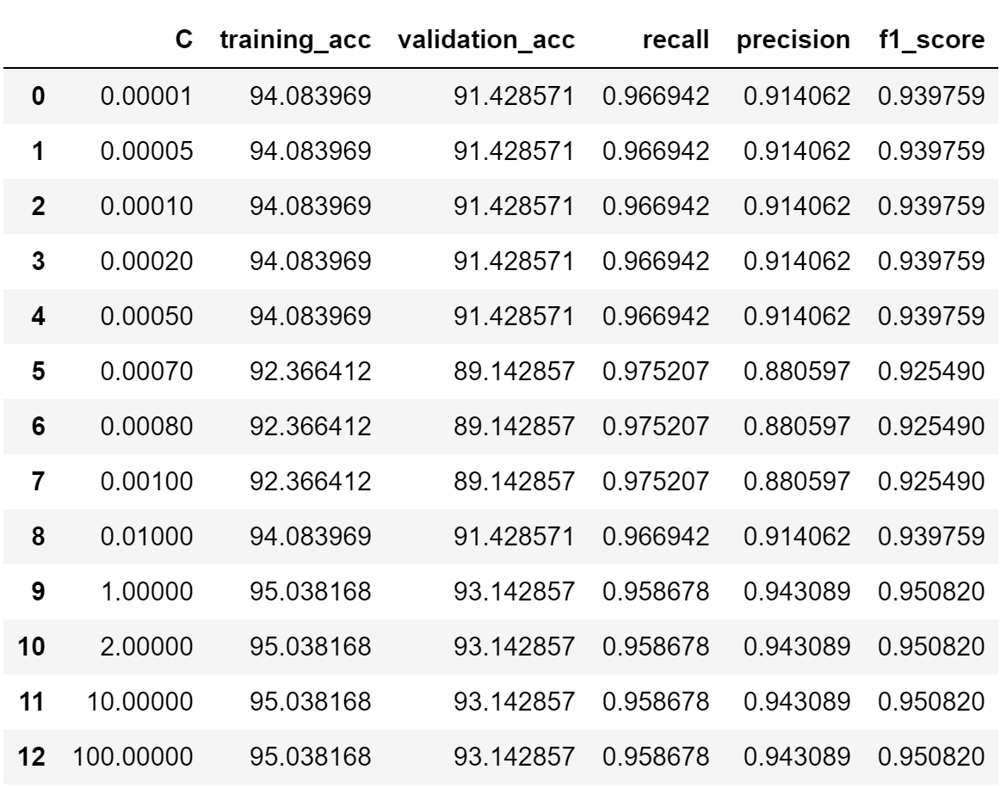 C training_acc validation_acc recall precision f1_score
0 0.00001 94.083969 91.428571 0.966942 0.914062 0.939759
1 0.00005 94.083969 91.428571 0.966942 0.914062 0.939759
2 0.00010 94.083969 91.428571 0.966942 0.914062 0.939759
3 0.00020 94.083969 91.428571 0.966942 0.914062 0.939759
4 0.00050 94.083969 91.428571 0.966942 0.914062 0.939759
5 0.00070 92.366412 89.142857 0.975207 0.880597 0.925490
6 0.00080 92.366412 89.142857 0.975207 0.880597 0.925490
7 0.00100 92.366412 89.142857 0.975207 0.880597 0.925490
8 0.01000 94.083969 91.428571 0.966942 0.914062 0.939759
9 1.00000 95.038168 93.142857 0.958678 0.943089 0.950820
10 2.00000 95.038168 93.142857 0.958678 0.943089 0.950820
11 10.00000 95.038168 93.142857 0.958678 0.943089 0.950820
12 100.00000 95.038168 93.142857 0.958678 0.943089 0.950820